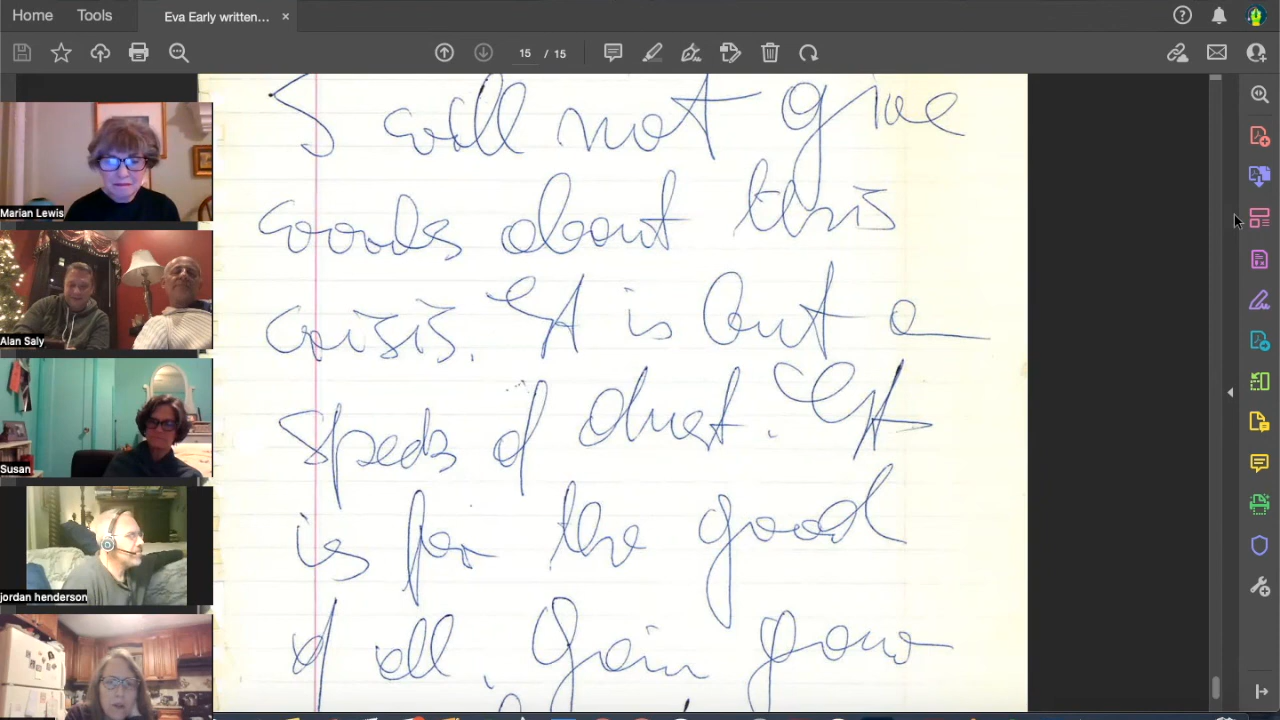 Home
Tools
Eva Early written...
15 / 15
Marian Lewis
Alan Saly
Susan
jordan henderson
I will not give
words about this
crisis. It is but a
speck of dust. It
is for the good
of all. Gain your